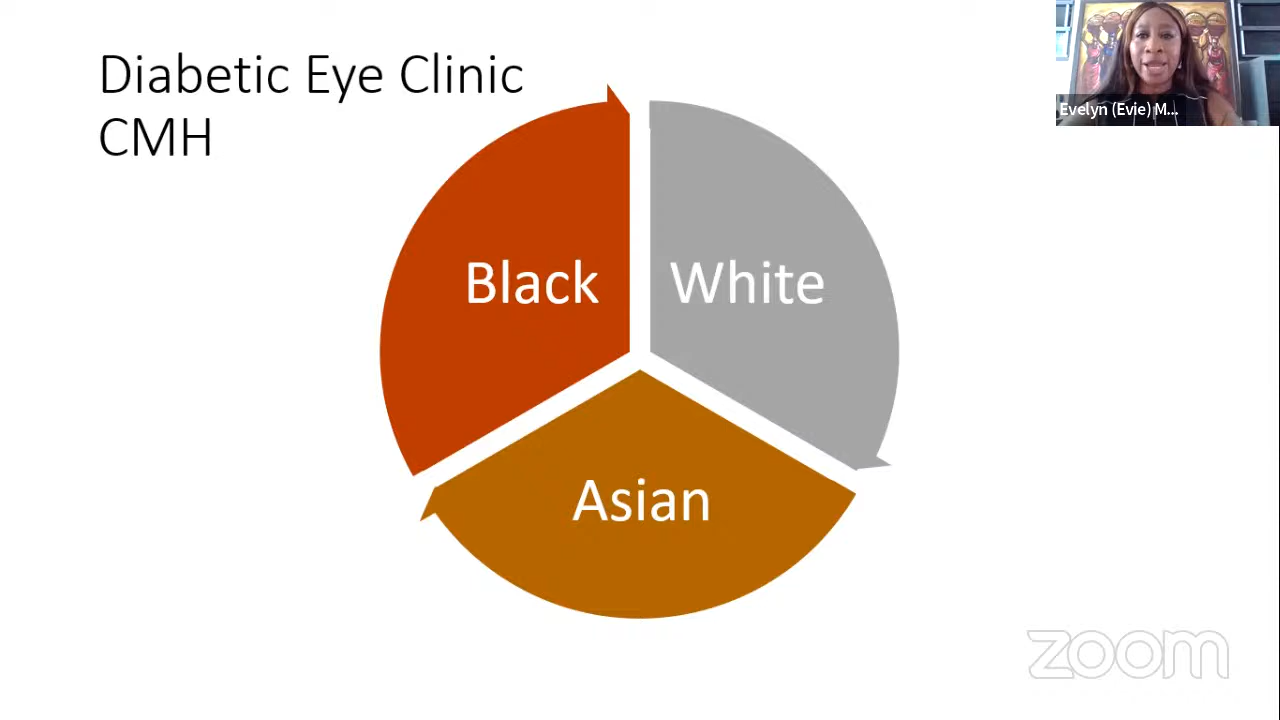 Diabetic Eye Clinic
CMH
Evelyn (Evie) M...
Black
White
Asian
zoom